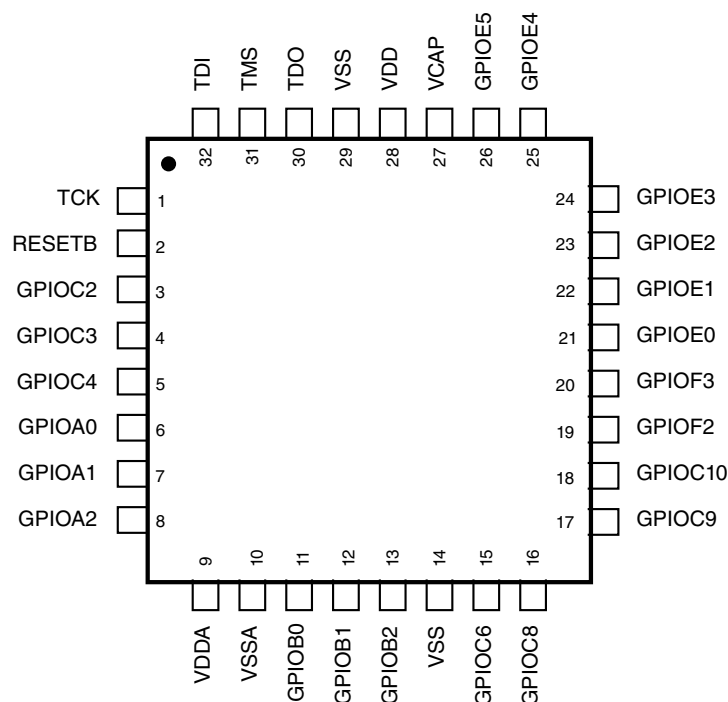 TDI
TMS
TDO
VSS
VDD
VCAP
GPIOE5
GPIOE4
32
31
30
29
28
27
26
25
TCK 1
RESETB 2
GPIOC2 3
GPIOC3 4
GPIOC4 5
GPIOA0 6
GPIOA1 7
GPIOA2 8
24 GPIOE3
23 GPIOE2
22 GPIOE1
21 GPIOE0
20 GPIOF3
19 GPIOF2
18 GPIOC10
17 GPIOC9
9
10
11
12
13
14
15
16
VDDA
VSSA
GPIOB0
GPIOB1
GPIOB2
VSS
GPIOC6
GPIOC8